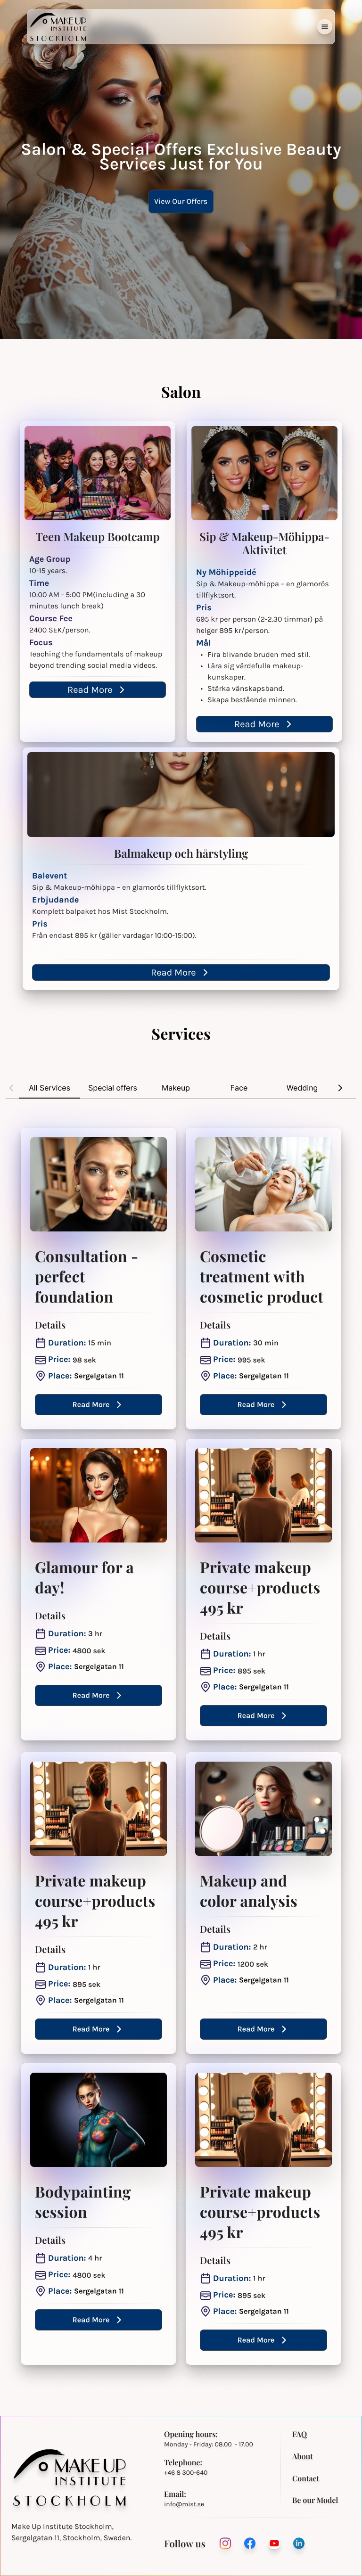 MAKEUP
INSTITUTE
STOCKHOLM
Salon & Special Offers Exclusive Beauty
Services Just for You
View Our Offers
Salon
Teen Makeup Bootcamp
Age Group
10-15 years.
Time
10:00 AM - 5:00 PM(including a 30
minutes lunch break)
Course Fee
2400 SEK/person.
Focus
Teaching the fundamentals of makeup
beyond trending social media videos.
Read More
Sip & Makeup-Möhippa-
Aktivitet
Ny Möhippeidé
Sip & Makeup-möhippa – en glamorös
tillflyktsort.
Pris
695 kr per person (2-2.30 timmar) på
helger 895 kr/person.
Mål
• Fira blivande bruden med stil.
• Lära sig värdefulla makeup-
kunskaper.
• Stärka vänskapsband.
• Skapa bestående minnen.
Read More
Balmakeup och hårstyling
Balevent
Sip & Makeup-möhippa – en glamorös tillflyktsort.
Erbjudande
Komplett balpaket hos Mist Stockholm.
Pris
Från endast 895 kr (gäller vardagar 10:00-15:00).
Read More
Services
All Services Special offers Makeup Face Wedding
Consultation -
perfect
foundation
Details
Duration: 15 min
Price: 98 sek
Place: Sergelgatan 11
Read More
Cosmetic
treatment with
cosmetic product
Details
Duration: 30 min
Price: 995 sek
Place: Sergelgatan 11
Read More
Glamour for a
day!
Details
Duration: 3 hr
Price: 4800 sek
Place: Sergelgatan 11
Read More
Private makeup
course+products
495 kr
Details
Duration: 1 hr
Price: 895 sek
Place: Sergelgatan 11
Read More
Private makeup
course+products
495 kr
Details
Duration: 1 hr
Price: 895 sek
Place: Sergelgatan 11
Read More
Makeup and
color analysis
Details
Duration: 2 hr
Price: 1200 sek
Place: Sergelgatan 11
Read More
Bodypainting
session
Details
Duration: 4 hr
Price: 4800 sek
Place: Sergelgatan 11
Read More
Private makeup
course+products
495 kr
Details
Duration: 1 hr
Price: 895 sek
Place: Sergelgatan 11
Read More
MAKEUP
INSTITUTE
STOCKHOLM
Make Up Institute Stockholm,
Sergelgatan 11, Stockholm, Sweden.
Opening hours:
Monday - Friday: 08.00 - 17.00
Telephone:
+46 8 300-640
Email:
info@mist.se
FAQ
About
Contact
Be our Model
Follow us